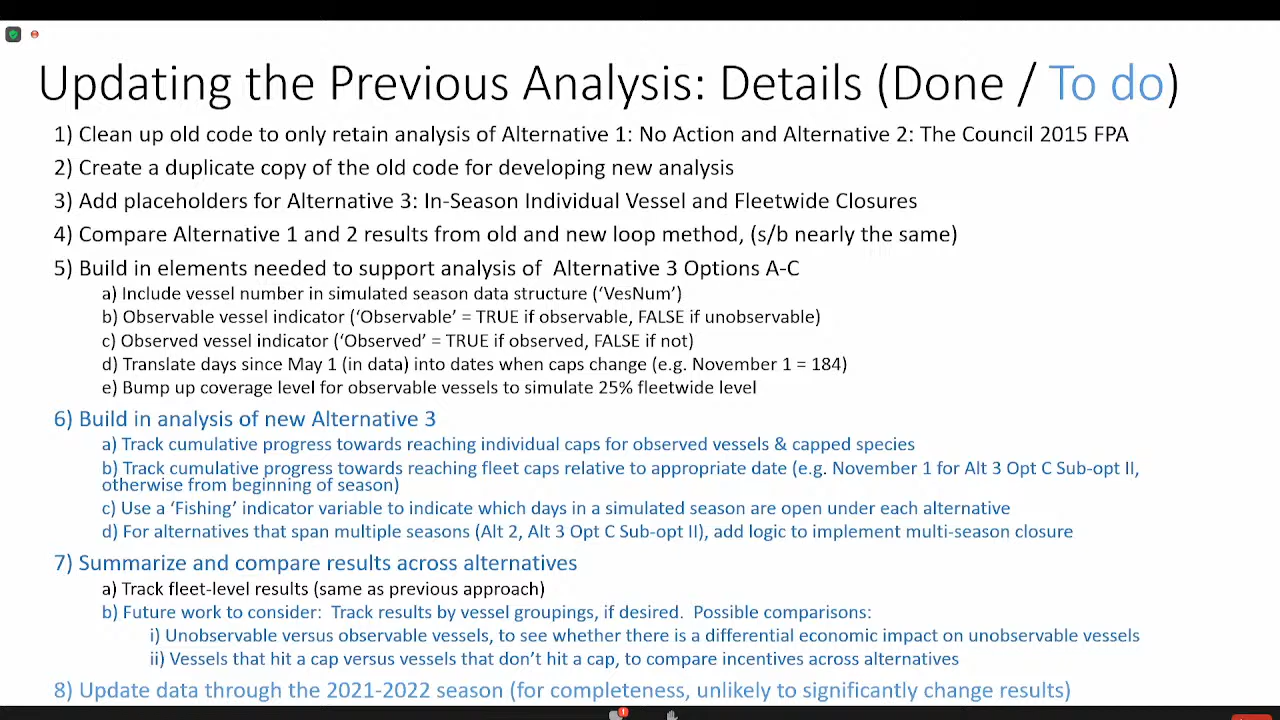 Updating the Previous Analysis: Details (Done / To do)
1) Clean up old code to only retain analysis of Alternative 1: No Action and Alternative 2: The Council 2015 FPA
2) Create a duplicate copy of the old code for developing new analysis
3) Add placeholders for Alternative 3: In-Season Individual Vessel and Fleetwide Closures
4) Compare Alternative 1 and 2 results from old and new loop method, (s/b nearly the same)
5) Build in elements needed to support analysis of Alternative 3 Options A-C
a) Include vessel number in simulated season data structure (‘VesNum’)
b) Observable vessel indicator (‘Observable’ = TRUE if observable, FALSE if unobservable)
c) Observed vessel indicator (‘Observed’ = TRUE if observed, FALSE if not)
d) Translate days since May 1 (in data) into dates when caps change (e.g. November 1 = 184)
e) Bump up coverage level for observable vessels to simulate 25% fleetwide level
6) Build in analysis of new Alternative 3
a) Track cumulative progress towards reaching individual caps for observed vessels & capped species
b) Track cumulative progress towards reaching fleet caps relative to appropriate date (e.g. November 1 for Alt 3 Opt C Sub-opt II,
otherwise from beginning of season)
c) Use a ‘Fishing’ indicator variable to indicate which days in a simulated season are open under each alternative
d) For alternatives that span multiple seasons (Alt 2, Alt 3 Opt C Sub-opt II), add logic to implement multi-season closure
7) Summarize and compare results across alternatives
a) Track fleet-level results (same as previous approach)
b) Future work to consider: Track results by vessel groupings, if desired. Possible comparisons:
i) Unobservable versus observable vessels, to see whether there is a differential economic impact on unobservable vessels
ii) Vessels that hit a cap versus vessels that don’t hit a cap, to compare incentives across alternatives
8) Update data through the 2021-2022 season (for completeness, unlikely to significantly change results)
1